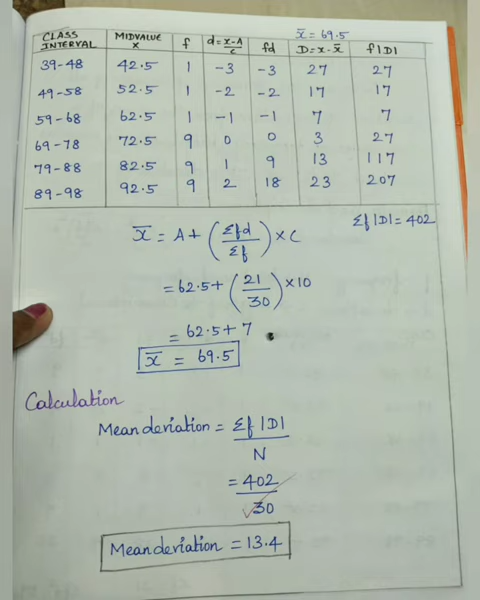 x̄ = 69.5
CLASS INTERVAL MIDVALUE x f d = x-A/c fd D = x - x̄ f|D|
39-48 42.5 1 -3 -3 27 27
49-58 52.5 1 -2 -2 17 17
59-68 62.5 1 -1 -1 7 7
69-78 72.5 9 0 0 3 27
79-88 82.5 9 1 9 13 117
89-98 92.5 9 2 18 23 207
Σf|D| = 402
x̄ = A + (Σfd/Σf) × C
= 62.5 + (21/30) × 10
= 62.5 + 7
x̄ = 69.5
Calculation
Mean deviation = Σf|D|/N
= 402/30
Mean deviation = 13.4